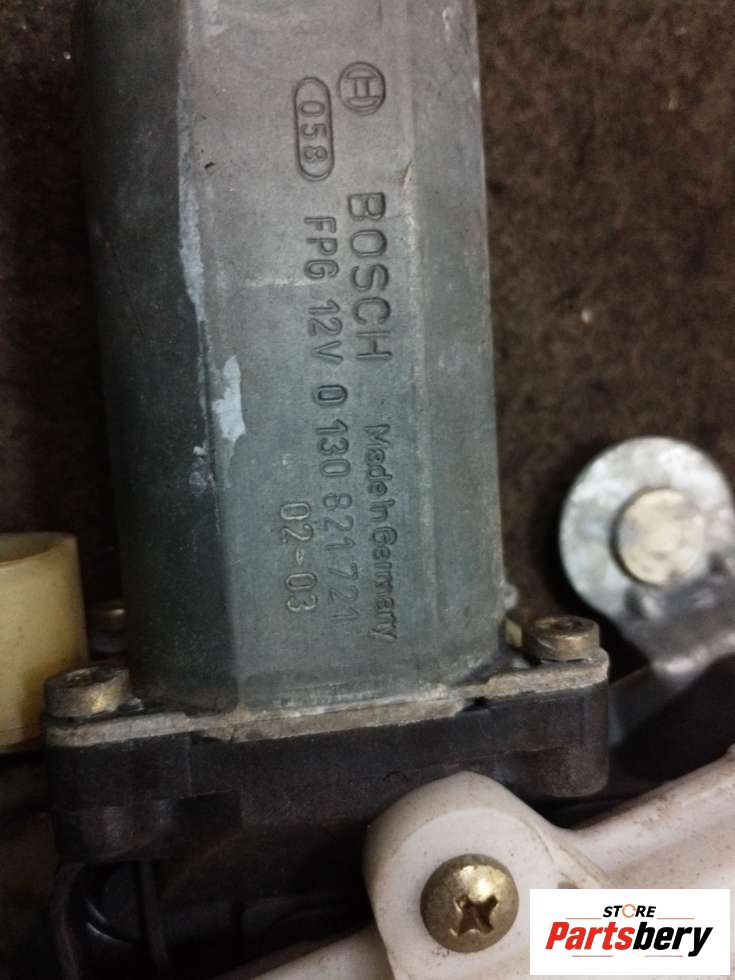 H
058
BOSCH Made in Germany
FPG 12V 0 130 821 721
02-03
STORE
Partsbery